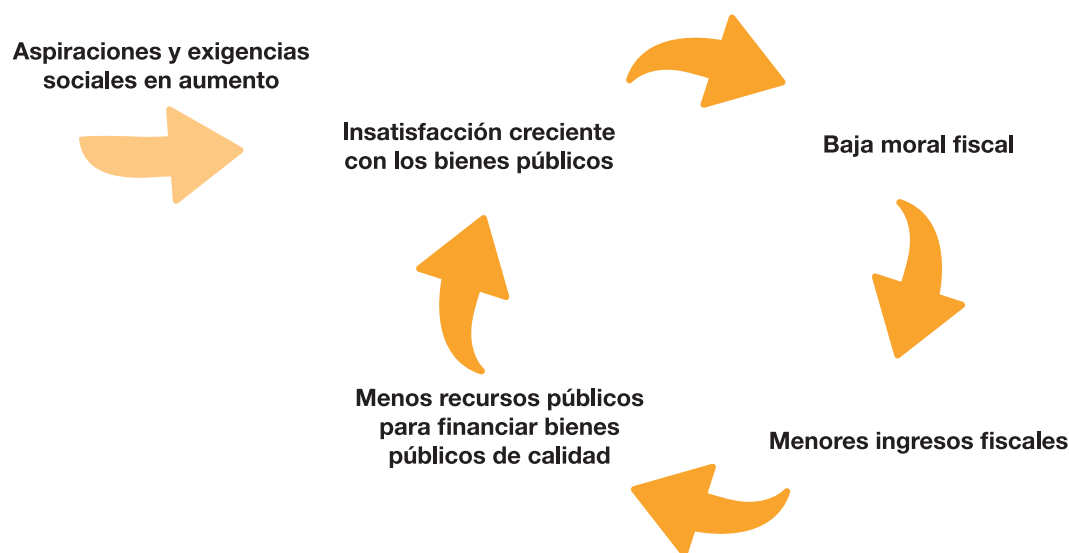 Aspiraciones y exigencias
sociales en aumento
Insatisfacción creciente
con los bienes públicos
Baja moral fiscal
Menores ingresos fiscales
Menos recursos públicos
para financiar bienes
públicos de calidad